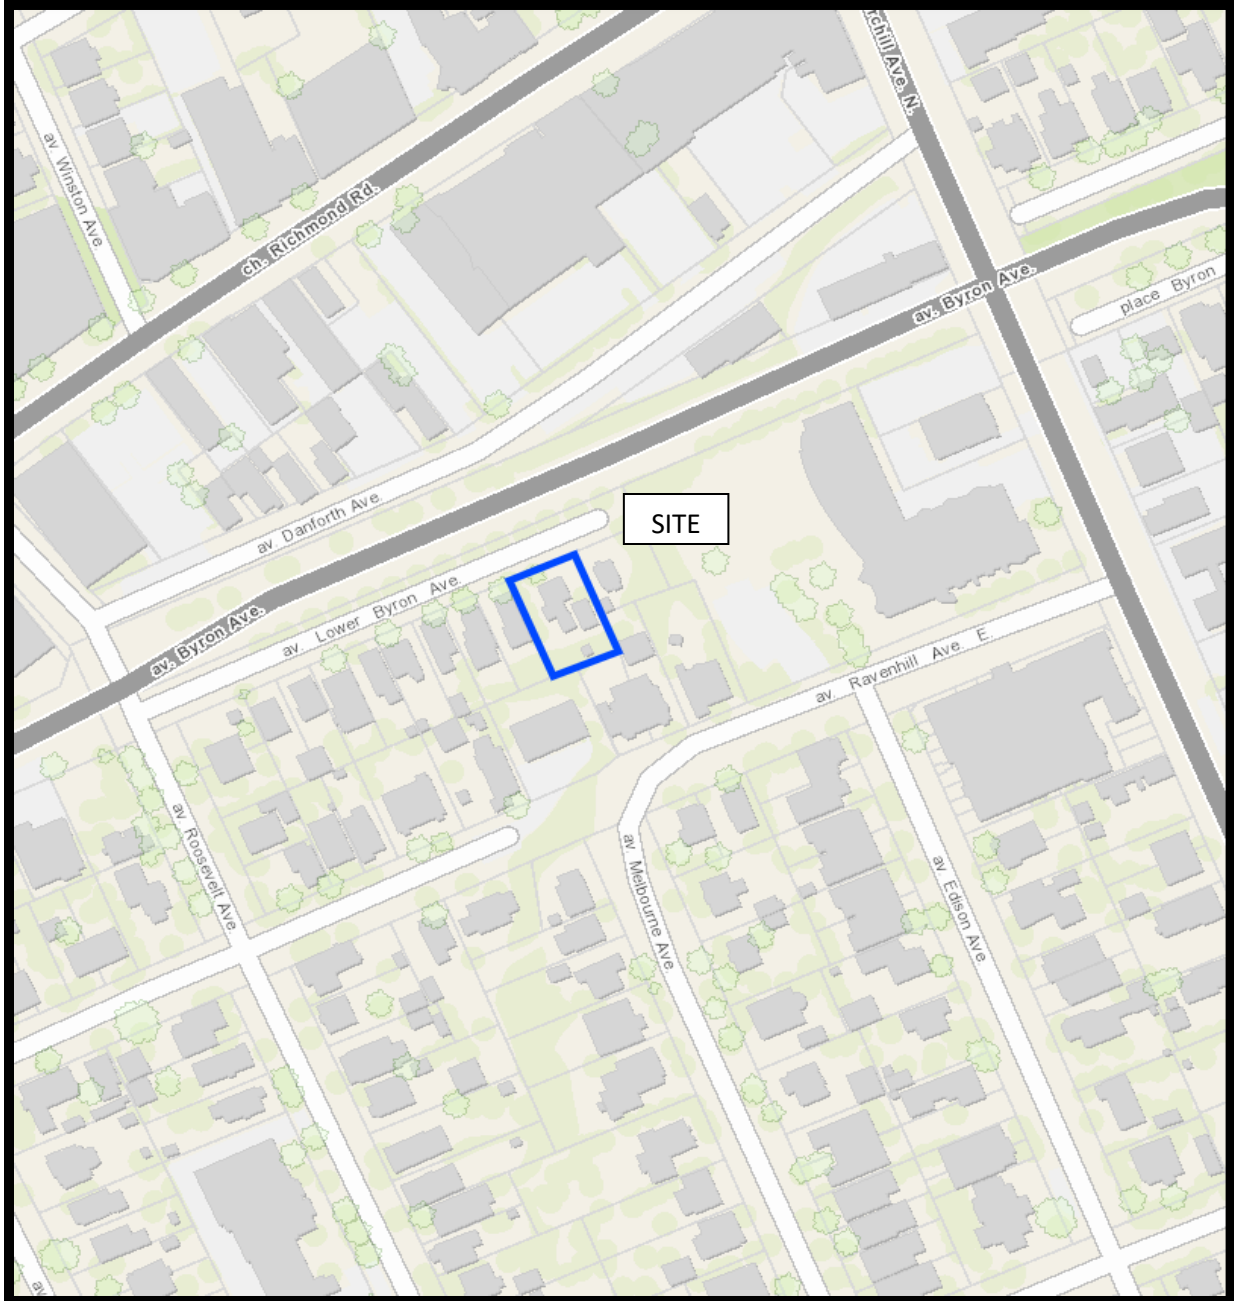 rchill Ave. N.
av. Winston Ave.
ch. Richmond Rd.
av. Byron Ave.
place Byron
av. Danforth Ave.
SITE
av. Lower Byron Ave.
av. Byron Ave.
av. Ravenhill Ave. E.
av. Roosevelt Ave.
av. Melbourne Ave
av. Edison Ave
av